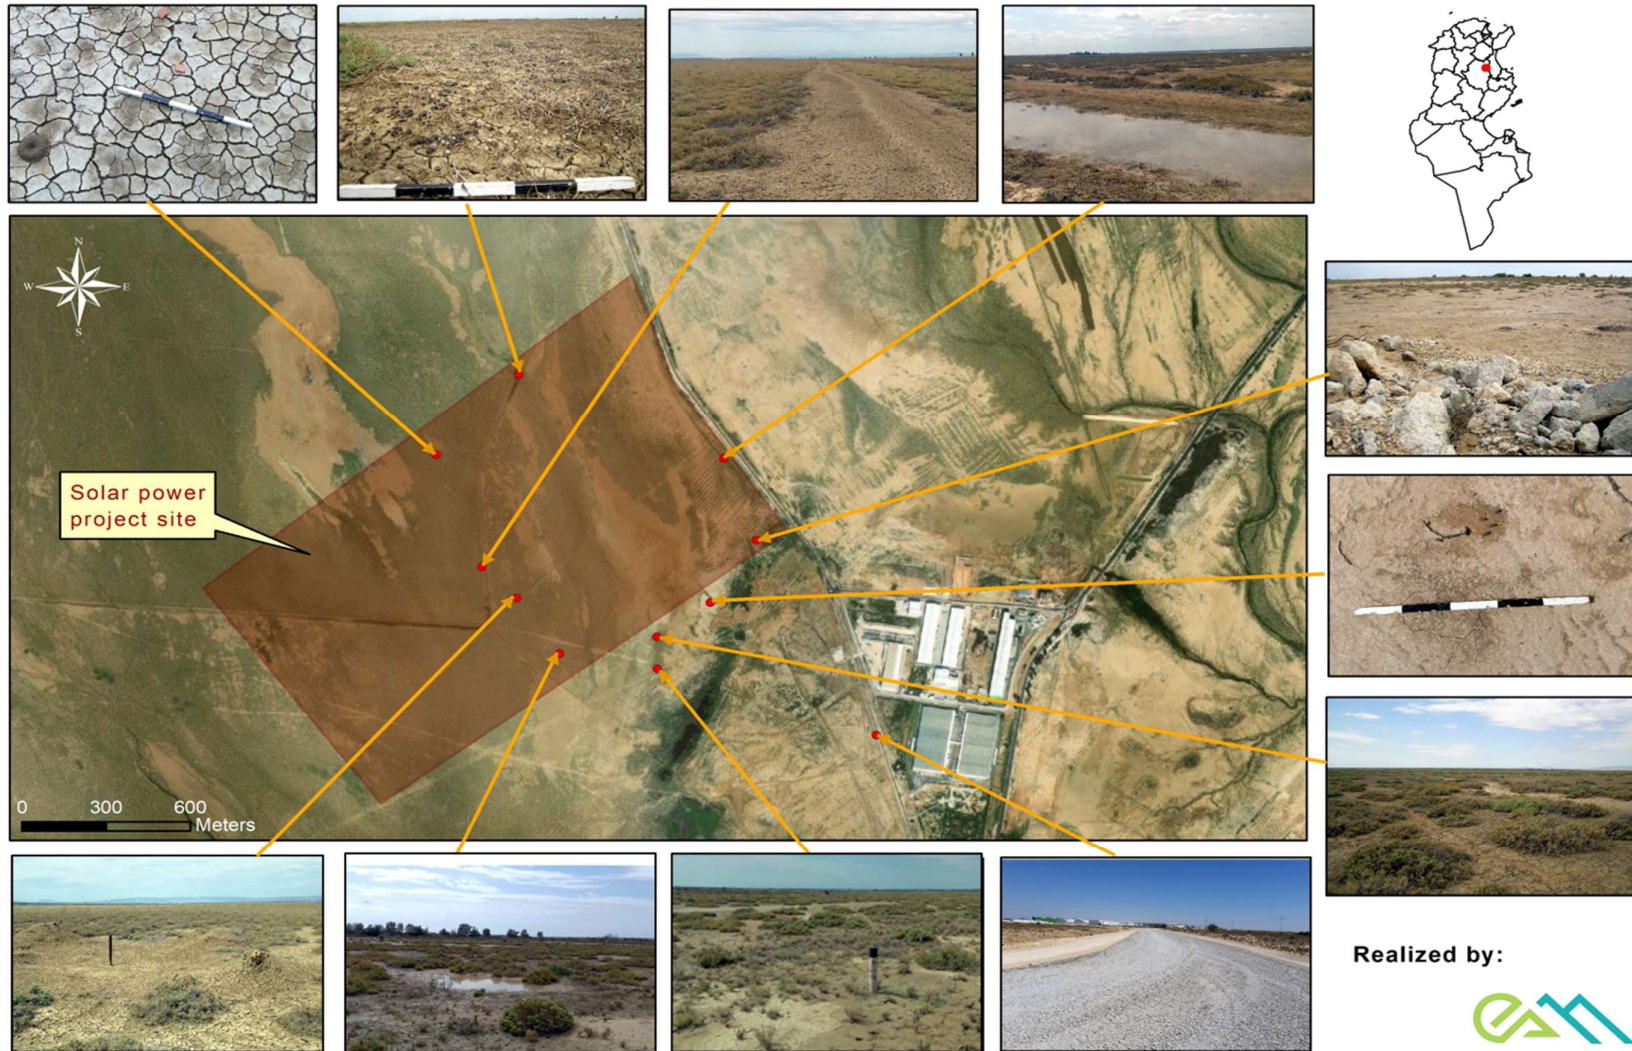 N
W E
S
Solar power
project site
0 300 600
Meters
Realized by: